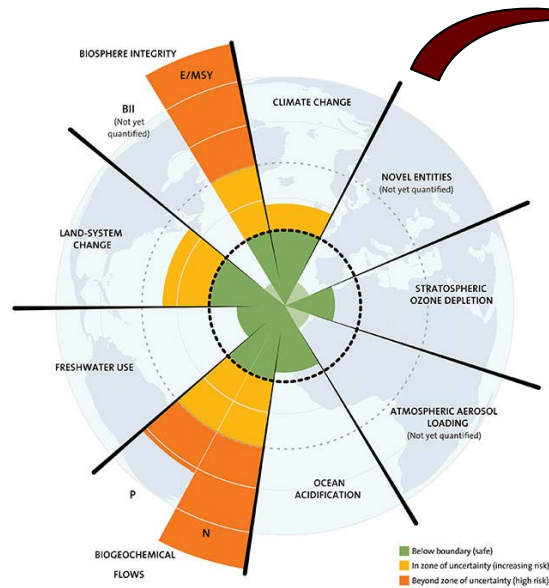 BIOSPHERE INTEGRITY
E/MSY
CLIMATE CHANGE
BII
(Not yet
quantified)
NOVEL ENTITIES
(Not yet quantified)
LAND-SYSTEM
CHANGE
STRATOSPHERIC
OZONE DEPLETION
FRESHWATER USE
ATMOSPHERIC AEROSOL
LOADING
(Not yet quantified)
OCEAN
ACIDIFICATION
P
N
BIOGEOCHEMICAL
FLOWS
Below boundary (safe)
In zone of uncertainty (increasing risk)
Beyond zone of uncertainty (high risk)